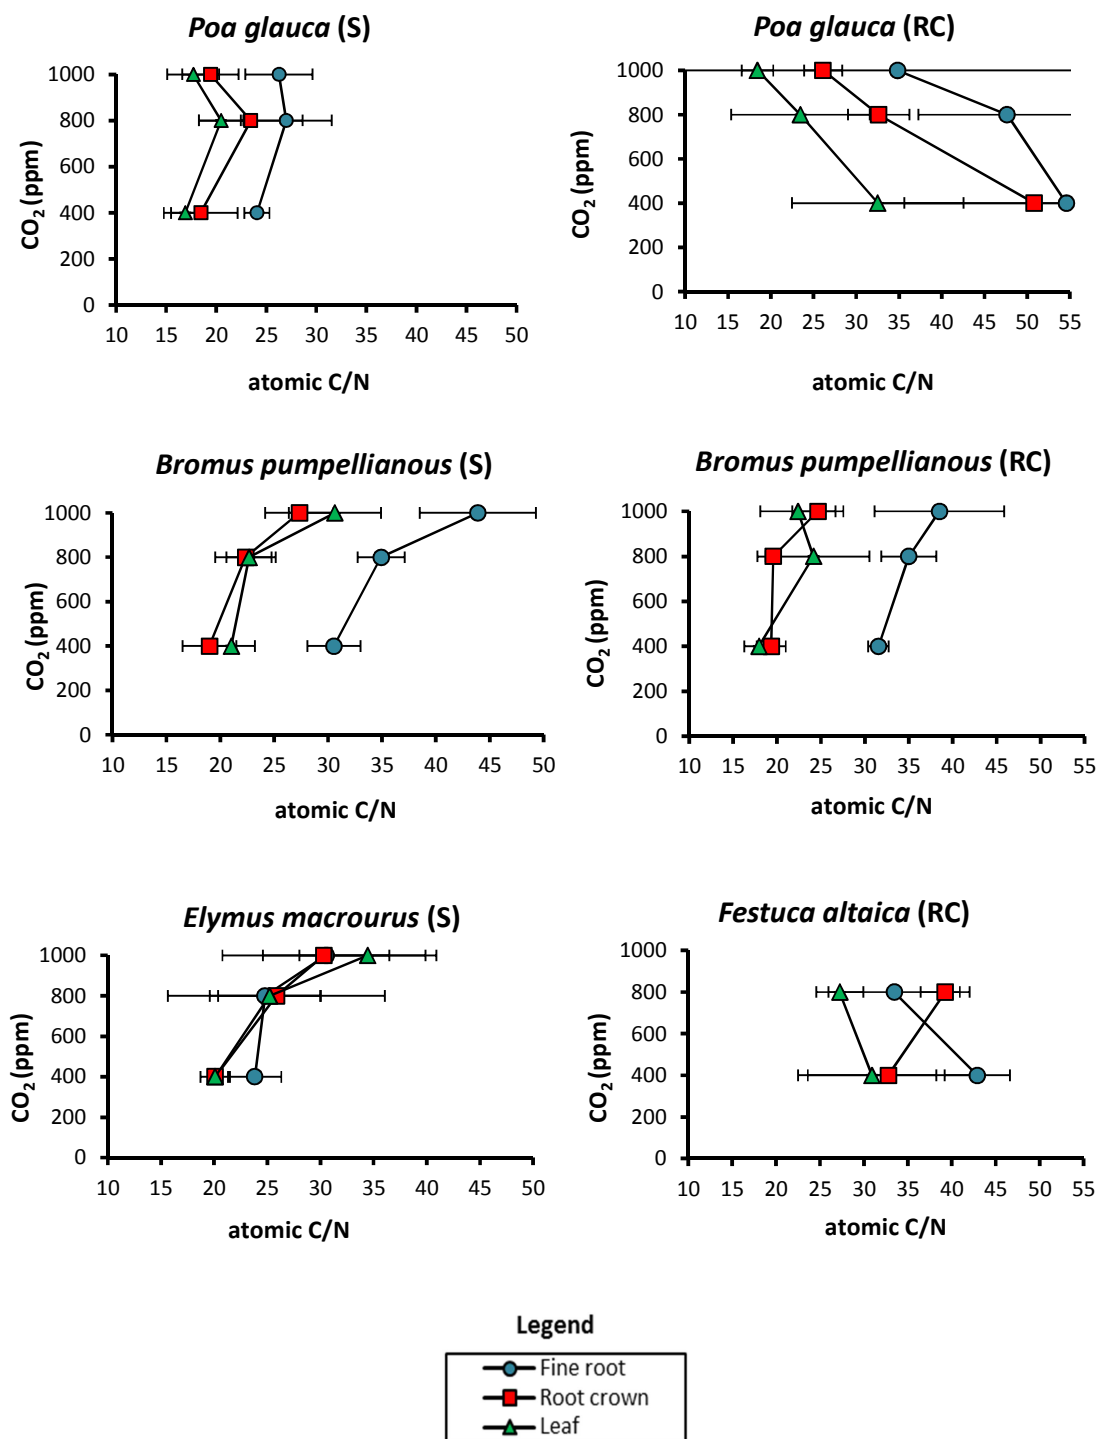 Poa glauca (S)
1000
800
600
400
200
0
CO2 (ppm)
10 15 20 25 30 35 40 45 50
atomic C/N
Poa glauca (RC)
1000
800
600
400
200
0
CO2 (ppm)
10 15 20 25 30 35 40 45 50 55
atomic C/N
Bromus pumpellianous (S)
1000
800
600
400
200
0
CO2 (ppm)
10 15 20 25 30 35 40 45 50
atomic C/N
Bromus pumpellianous (RC)
1000
800
600
400
200
0
CO2 (ppm)
10 15 20 25 30 35 40 45 50 55
atomic C/N
Elymus macrourus (S)
1000
800
600
400
200
0
CO2 (ppm)
10 15 20 25 30 35 40 45 50
atomic C/N
Festuca altaica (RC)
1000
800
600
400
200
0
CO2 (ppm)
10 15 20 25 30 35 40 45 50 55
atomic C/N
Legend
Fine root
Root crown
Leaf